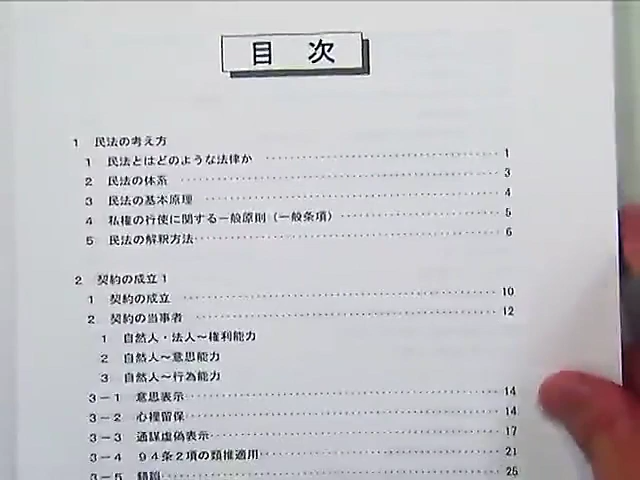 目 次
1 民法の考え方
1 民法とはどのような法律か ………… 1
2 民法の体系 ………… 3
3 民法の基本原理 ………… 4
4 私権の行使に関する一般原則（一般条項） ………… 5
5 民法の解釈方法 ………… 6
2 契約の成立1
1 契約の成立 ………… 10
2 契約の当事者 ………… 12
1 自然人・法人～権利能力
2 自然人～意思能力
3 自然人～行為能力
3－1 意思表示 ………… 14
3－2 心裡留保 ………… 14
3－3 通謀虚偽表示 ………… 17
3－4 94条2項の類推適用 ………… 21
3－5 錯誤 ………… 25